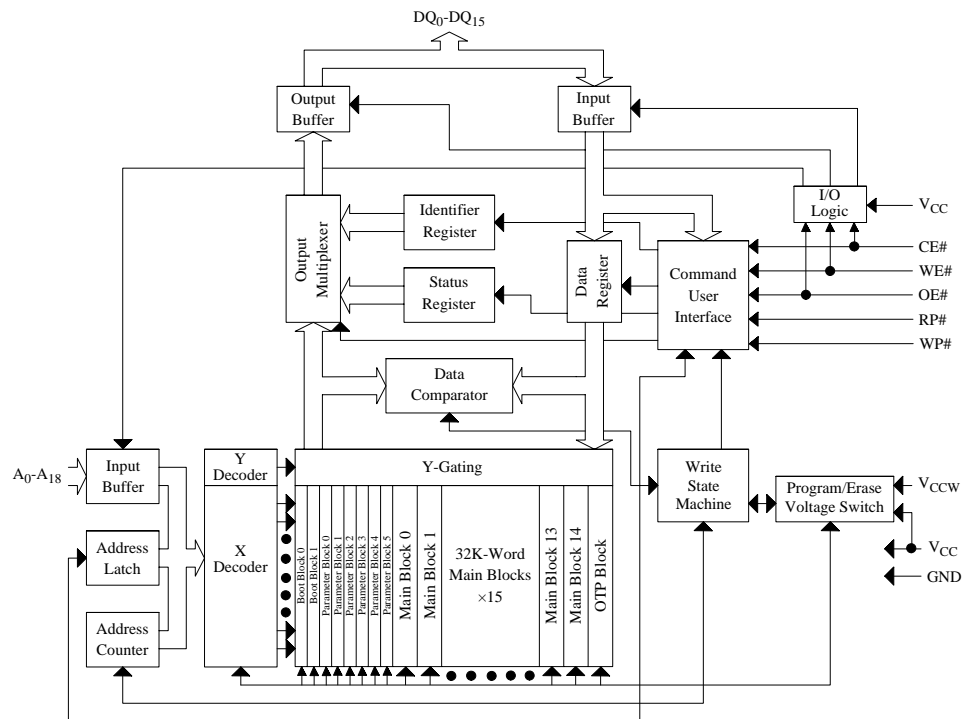 DQ0-DQ15
Output
Buffer
Input
Buffer
I/O
Logic
VCC
Output
Multiplexer
Identifier
Register
Status
Register
Data
Register
Command
User
Interface
CE#
WE#
OE#
RP#
WP#
Data
Comparator
A0-A18
Input
Buffer
Y
Decoder
Y-Gating
Write
State
Machine
Program/Erase
Voltage Switch
VCCW
VCC
GND
Address
Latch
X
Decoder
Address
Counter
Boot Block 0
Boot Block 1
Parameter Block 0
Parameter Block 1
Parameter Block 2
Parameter Block 3
Parameter Block 4
Parameter Block 5
Main Block 0
Main Block 1
32K-Word
Main Blocks
×15
Main Block 13
Main Block 14
OTP Block